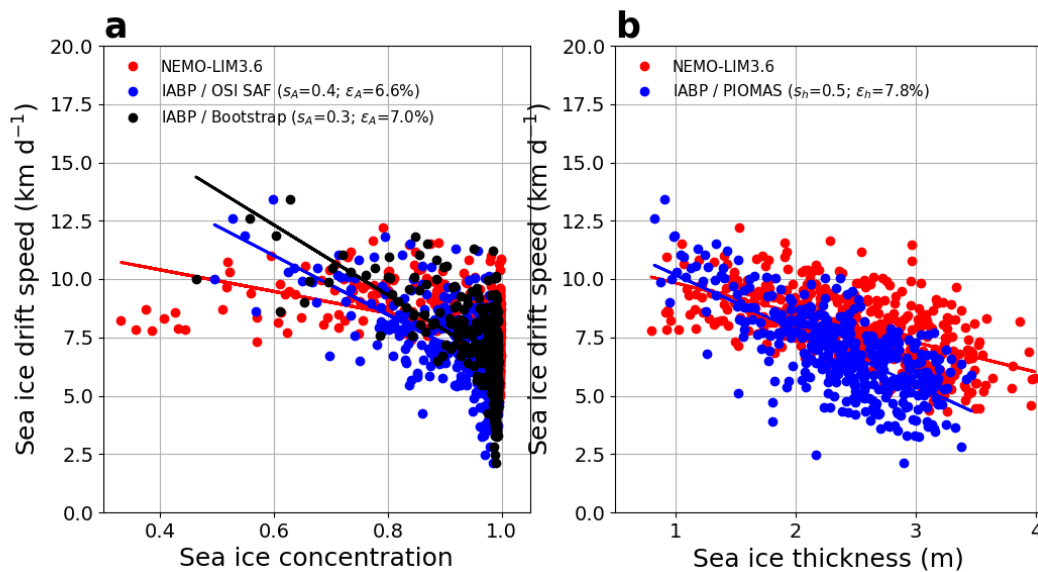 a
20.0
17.5
15.0
12.5
10.0
7.5
5.0
2.5
0.0
Sea ice drift speed (km d⁻¹)
NEMO-LIM3.6
IABP / OSI SAF (s_A=0.4; ε_A=6.6%)
IABP / Bootstrap (s_A=0.3; ε_A=7.0%)
0.4 0.6 0.8 1.0
Sea ice concentration
b
20.0
17.5
15.0
12.5
10.0
7.5
5.0
2.5
0.0
Sea ice drift speed (km d⁻¹)
NEMO-LIM3.6
IABP / PIOMAS (s_h=0.5; ε_h=7.8%)
1 2 3 4
Sea ice thickness (m)